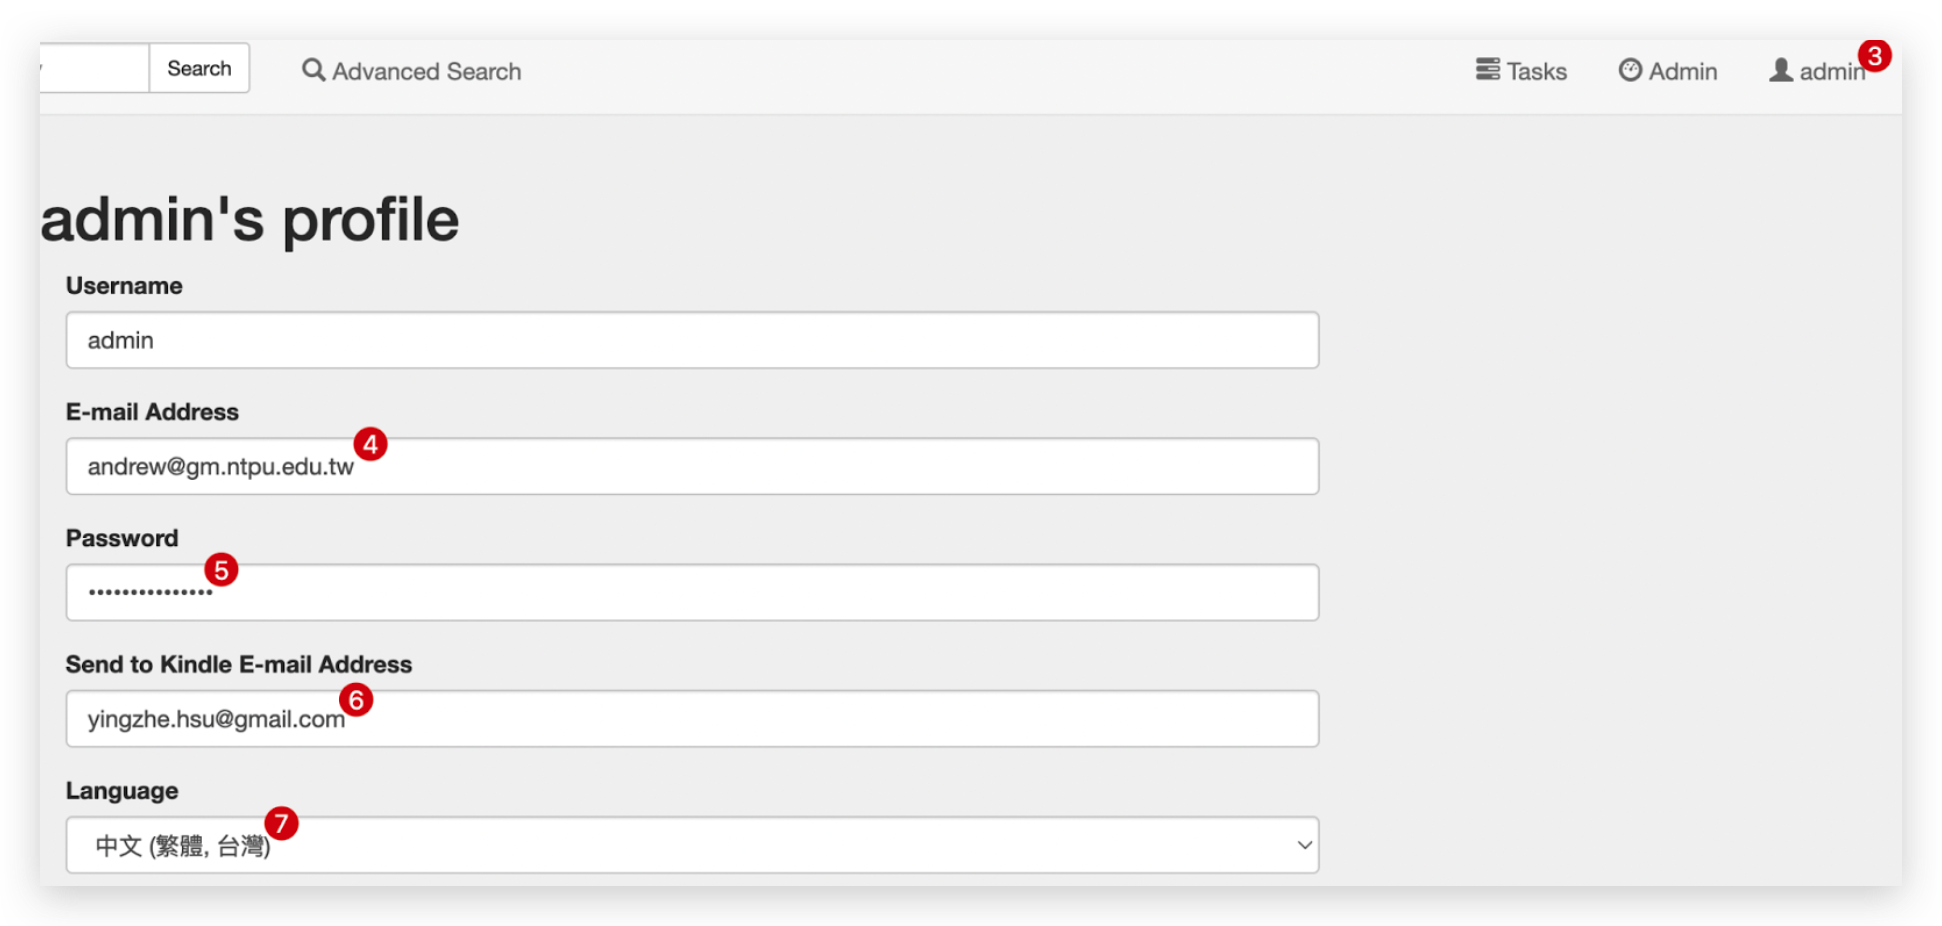 Search Advanced Search Tasks Admin admin 3
admin's profile
Username
admin
E-mail Address
andrew@gm.ntpu.edu.tw 4
Password
••••••••••••••• 5
Send to Kindle E-mail Address
yingzhe.hsu@gmail.com 6
Language
中文 (繁體, 台灣) 7